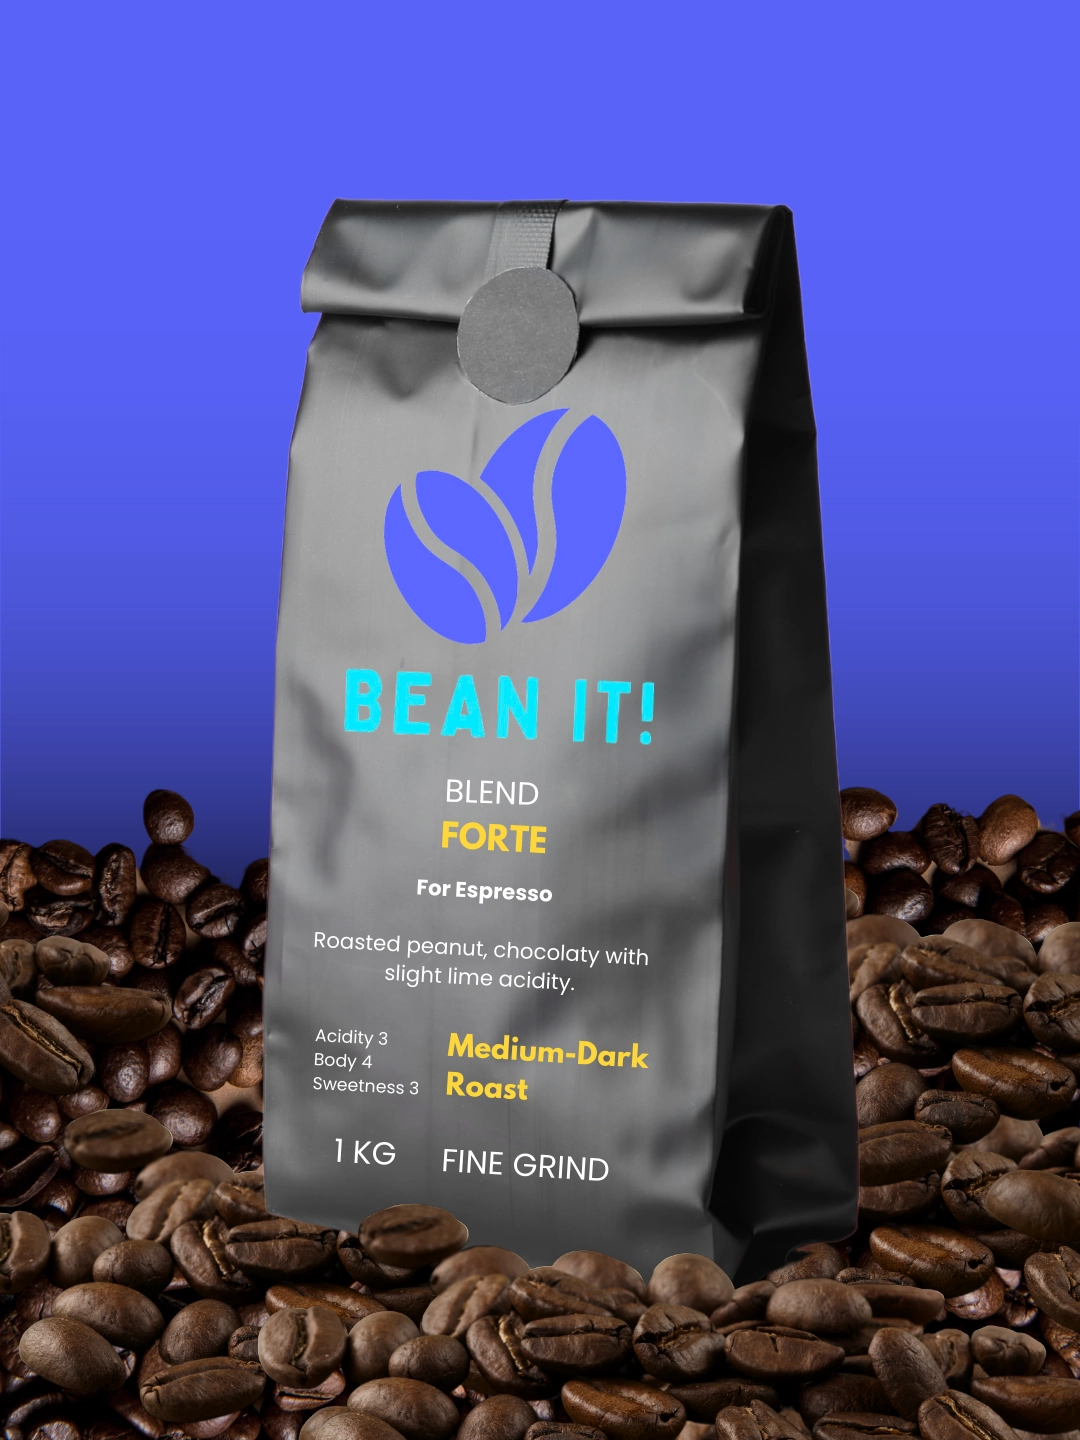 BEAN IT!
BLEND
FORTE
For Espresso
Roasted peanut, chocolaty with
slight lime acidity.
Acidity 3
Body 4
Sweetness 3
Medium-Dark
Roast
1 KG
FINE GRIND